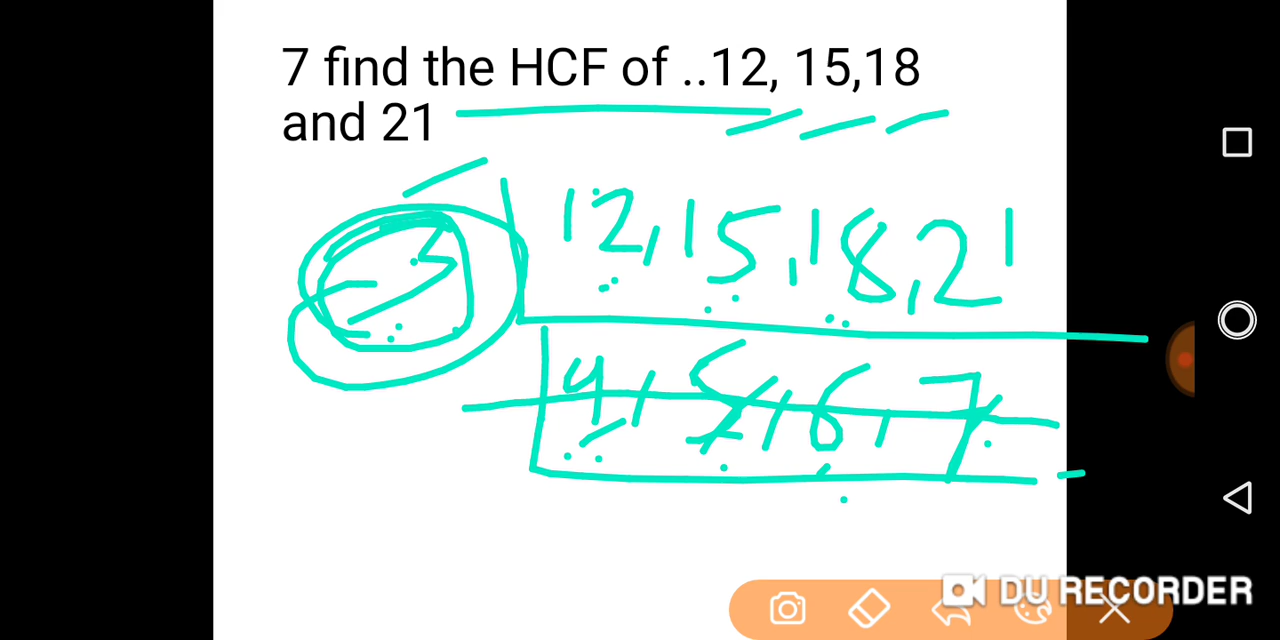 7 find the HCF of ..12, 15,18
and 21
3 12,15,18,21
4,5,6,7
DU RECORDER